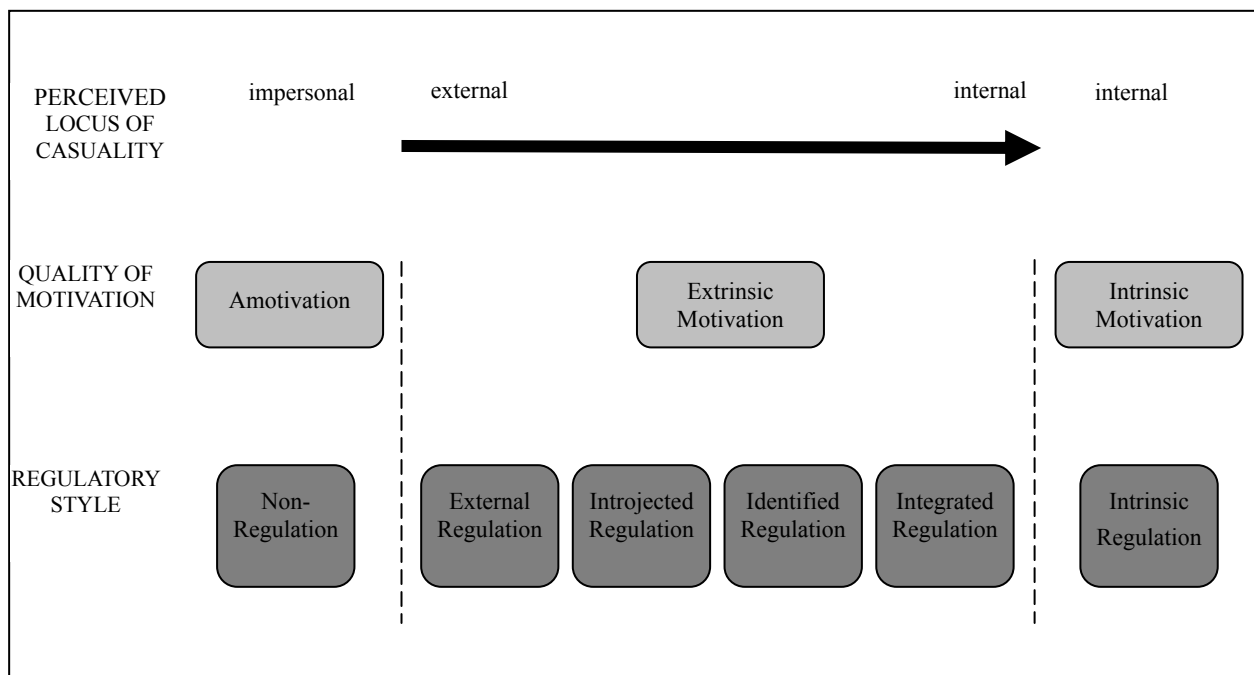 PERCEIVED
LOCUS OF
CASUALITY
impersonal
external
internal
internal
QUALITY OF
MOTIVATION
Amotivation
Extrinsic
Motivation
Intrinsic
Motivation
REGULATORY
STYLE
Non-
Regulation
External
Regulation
Introjected
Regulation
Identified
Regulation
Integrated
Regulation
Intrinsic
Regulation